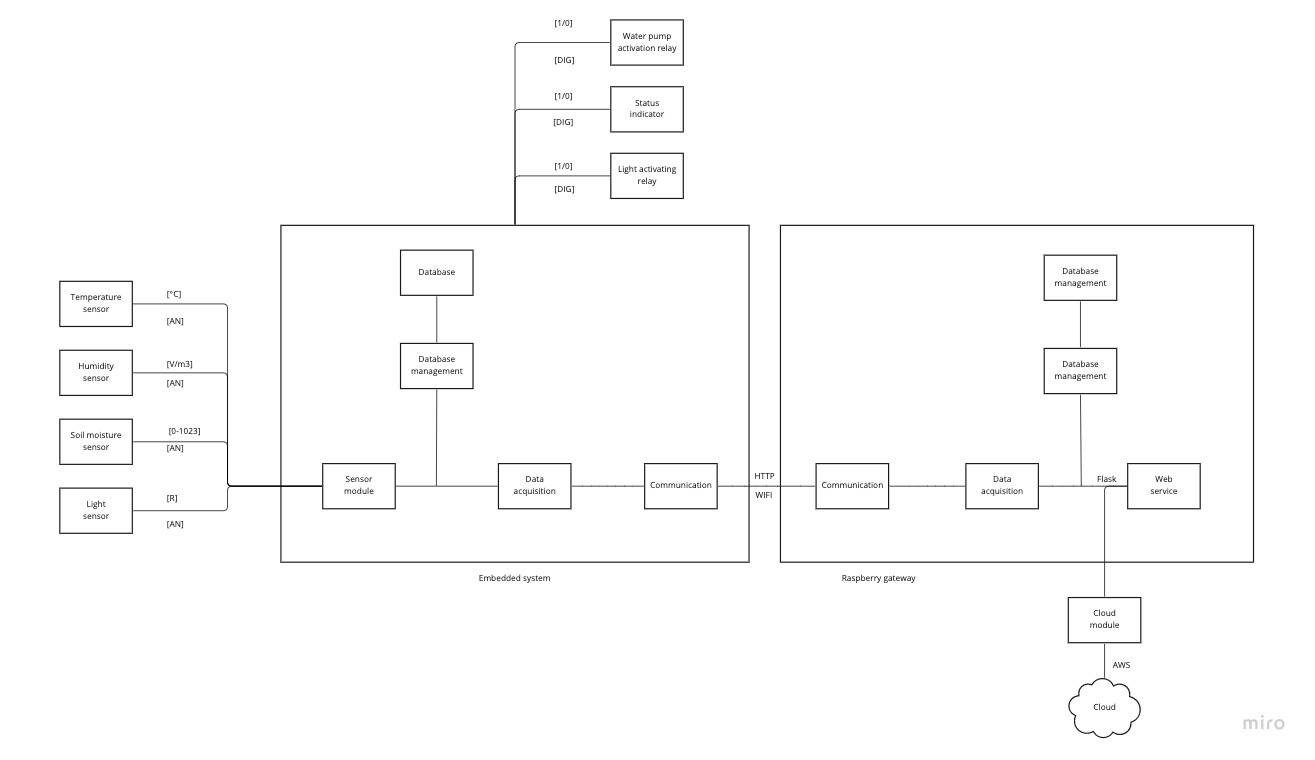 [1/0]
Water pump
activation relay
[DIG]
[1/0]
Status
indicator
[DIG]
[1/0]
Light activating
relay
[DIG]
Temperature
sensor
[°C]
[AN]
Humidity
sensor
[V/m3]
[AN]
Soil moisture
sensor
[0-1023]
[AN]
Light
sensor
[R]
[AN]
Database
Database
management
Sensor
module
Data
acquisition
Communication
Embedded system
HTTP
WIFI
Database
management
Database
management
Communication
Data
acquisition
Flask
Web
service
Raspberry gateway
Cloud
module
AWS
Cloud
miro